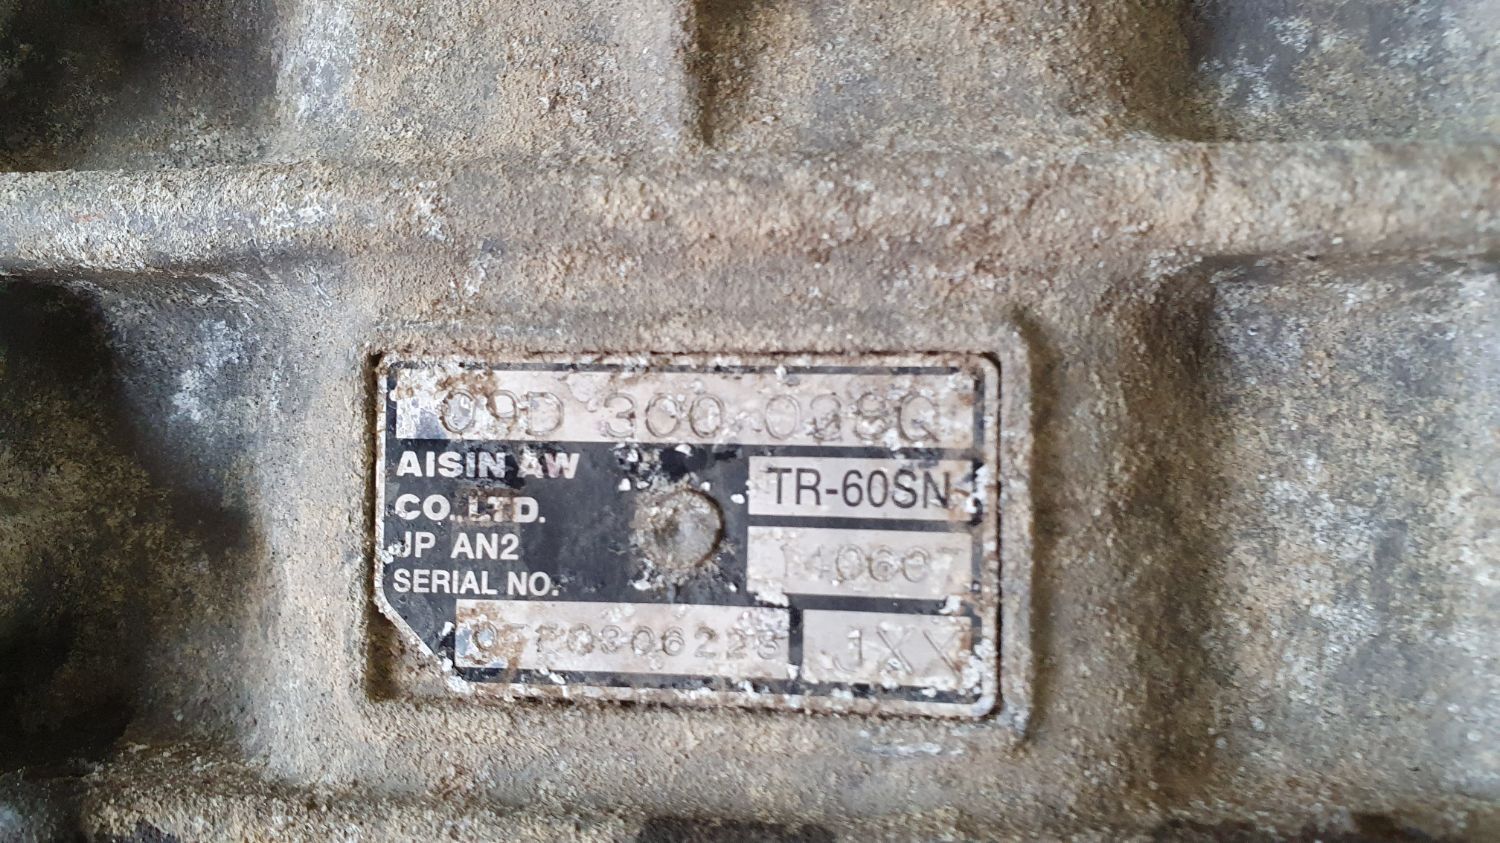 09D 300 038Q
AISIN AW
CO.,LTD.
TR-60SN
JP AN2
SERIAL NO.
JXX